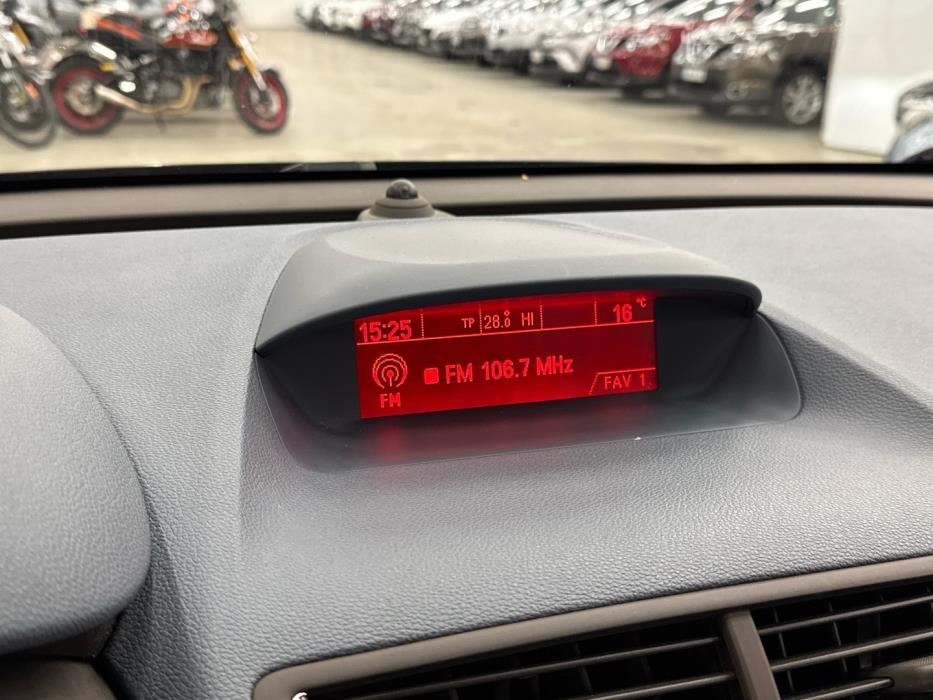 15:25 TP 28.0 HI 16 °C
FM 106.7 MHz
FM FAV 1